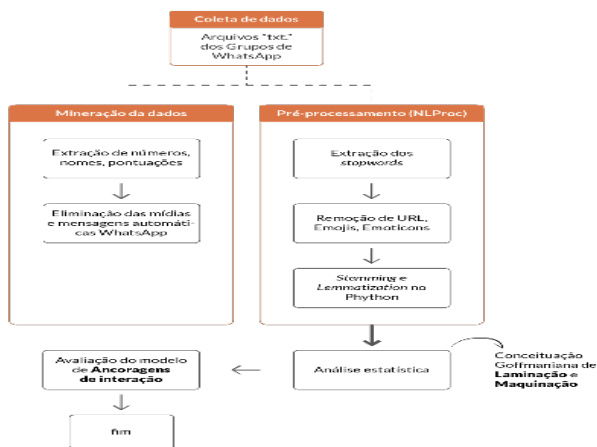 Coleta de dados
Arquivos "txt."
dos Grupos de
WhatsApp
Mineração da dados
Extração de números,
nomes, pontuações
Eliminação das mídias
e mensagens automáti-
cas WhatsApp
Pré-processamento (NLProc)
Extração dos
stopwords
Remoção de URL,
Emojis, Emoticons
Stemming e
Lemmatization no
Phython
Análise estatística
Conceituação
Goffmaniana de
Laminação e
Maquinação
Avaliação do modelo
de Ancoragens
de interação
fim